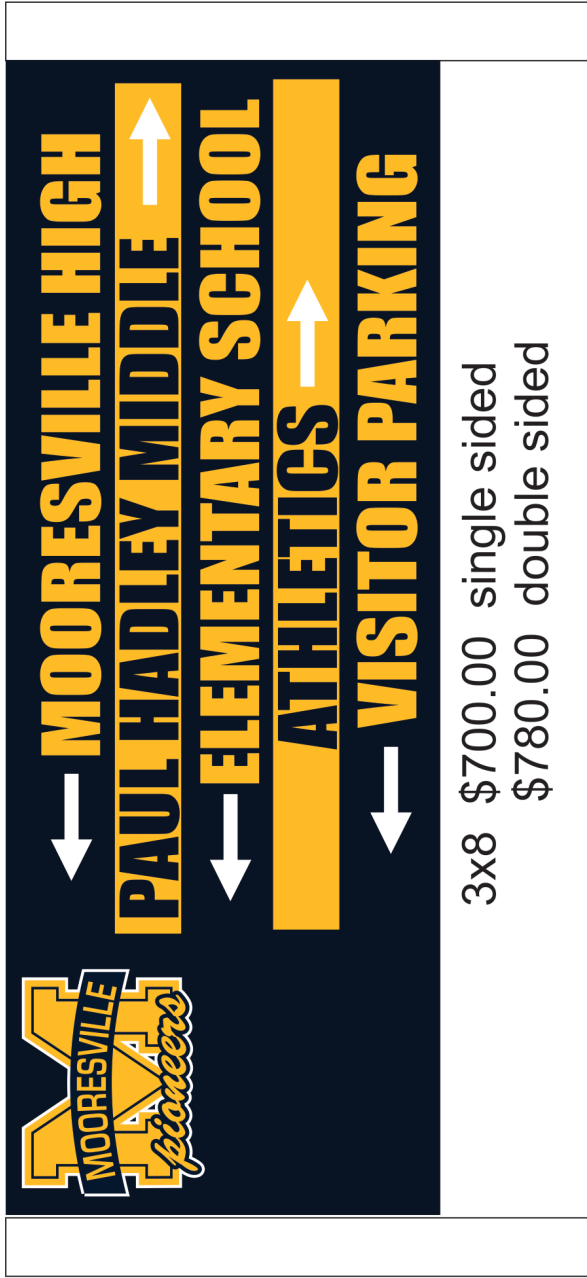 MOORESVILLE
pioneers
MOORESVILLE HIGH
PAUL HADLEY MIDDLE
ELEMENTARY SCHOOL
ATHLETICS
VISITOR PARKING
3x8 $700.00 single sided
$780.00 double sided